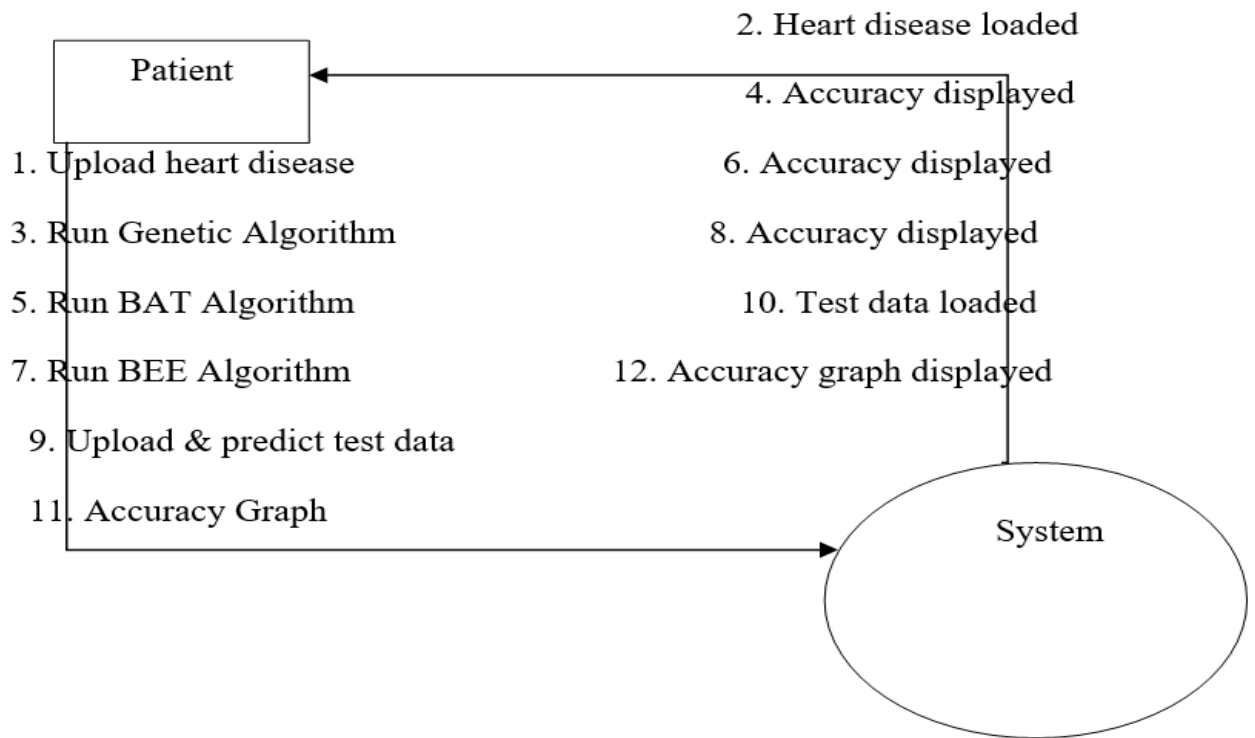 Patient
1. Upload heart disease
3. Run Genetic Algorithm
5. Run BAT Algorithm
7. Run BEE Algorithm
9. Upload & predict test data
11. Accuracy Graph
2. Heart disease loaded
4. Accuracy displayed
6. Accuracy displayed
8. Accuracy displayed
10. Test data loaded
12. Accuracy graph displayed
System